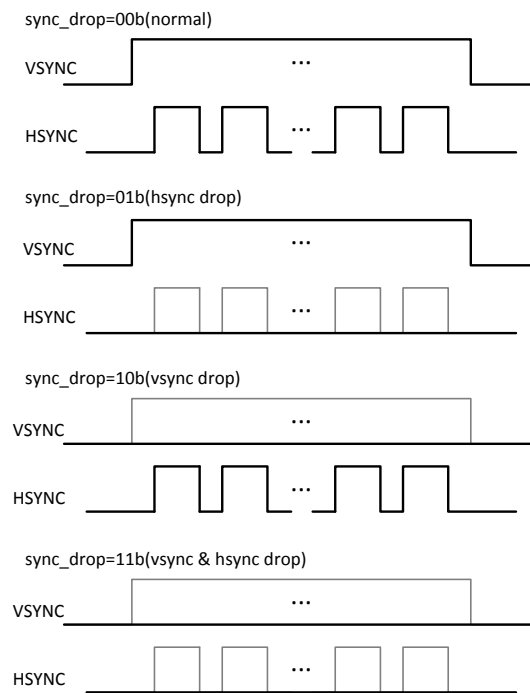 sync_drop=00b(normal)
VSYNC
...
HSYNC
...
sync_drop=01b(hsync drop)
VSYNC
...
HSYNC
...
sync_drop=10b(vsync drop)
VSYNC
...
HSYNC
...
sync_drop=11b(vsync & hsync drop)
VSYNC
...
HSYNC
...